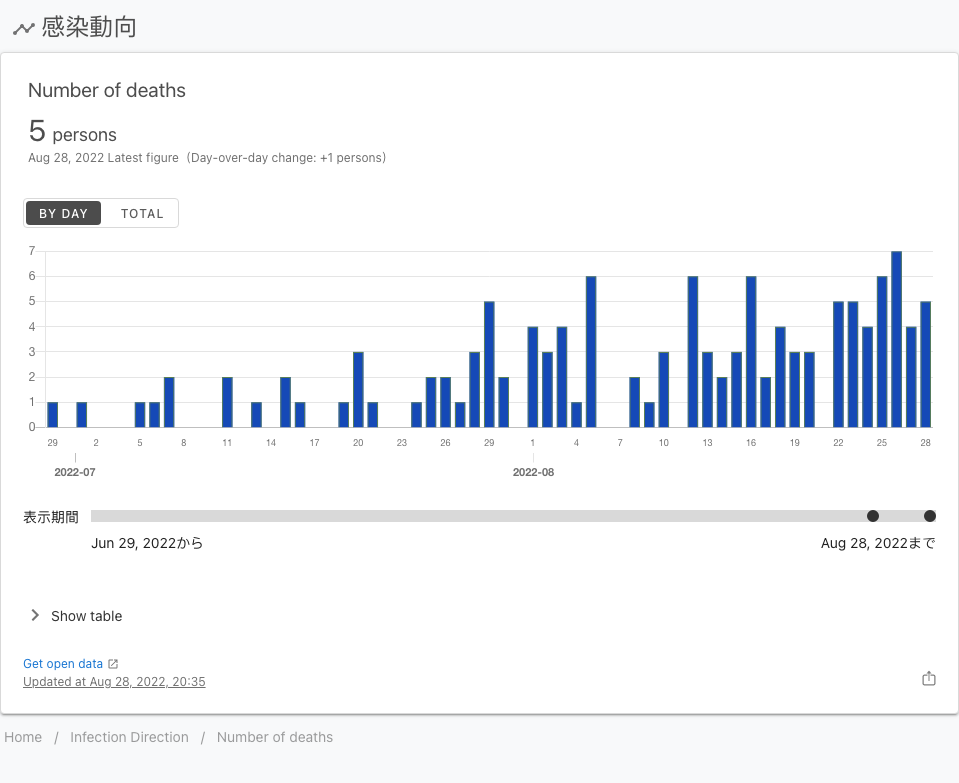 感染動向
Number of deaths
5 persons
Aug 28, 2022 Latest figure (Day-over-day change: +1 persons)
BY DAY TOTAL
7
6
5
4
3
2
1
0
29 2 5 8 11 14 17 20 23 26 29 1 4 7 10 13 16 19 22 25 28
2022-07 2022-08
表示期間
Jun 29, 2022から Aug 28, 2022まで
Show table
Get open data
Updated at Aug 28, 2022, 20:35
Home / Infection Direction / Number of deaths